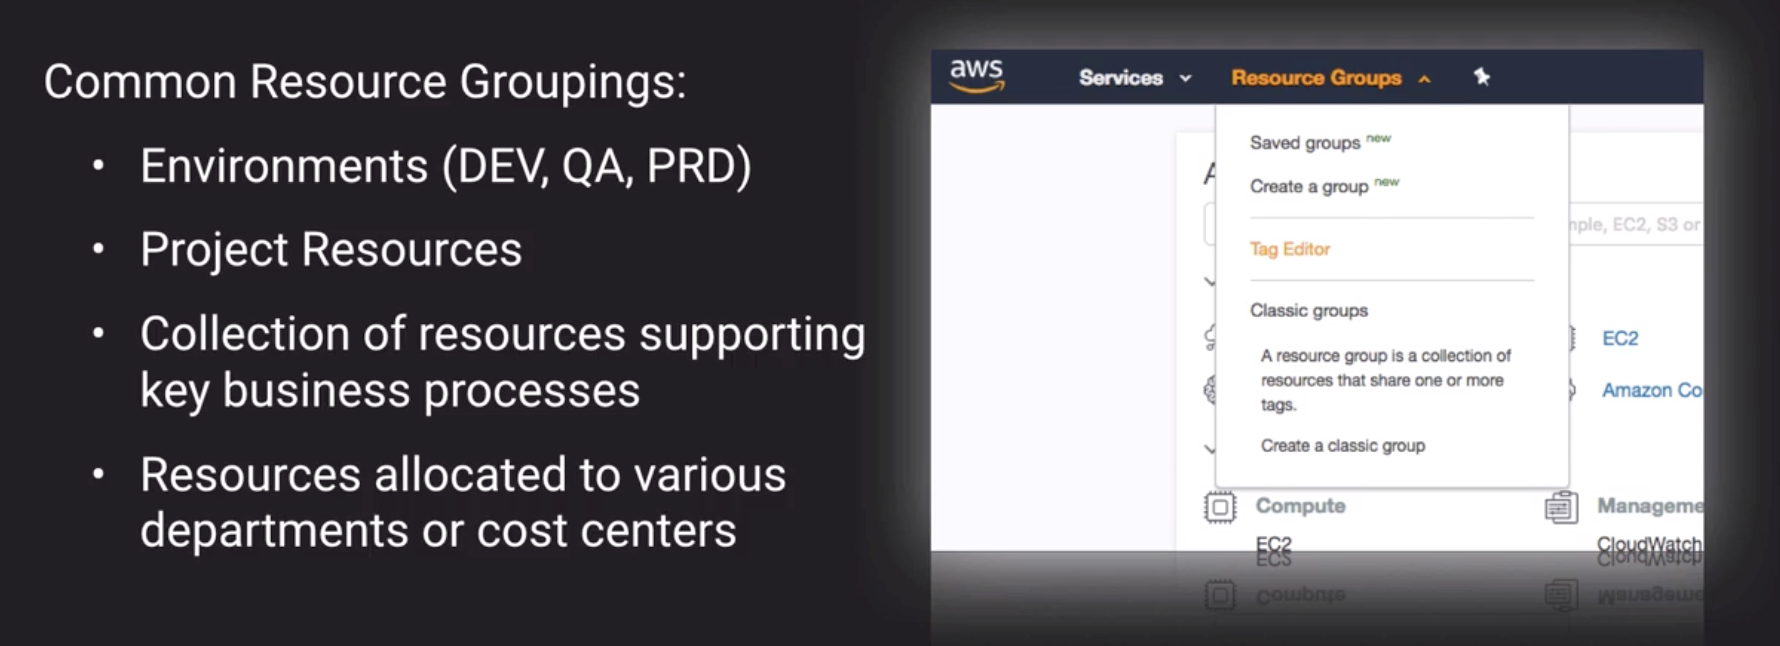 Common Resource Groupings:
• Environments (DEV, QA, PRD)
• Project Resources
• Collection of resources supporting
key business processes
• Resources allocated to various
departments or cost centers
aws
Services
Resource Groups
Saved groups new
Create a group new
Tag Editor
Classic groups
A resource group is a collection of
resources that share one or more
tags.
Create a classic group
A
mple, EC2, S3 or
EC2
Amazon Co
Compute
Manageme
EC2
CloudWatch